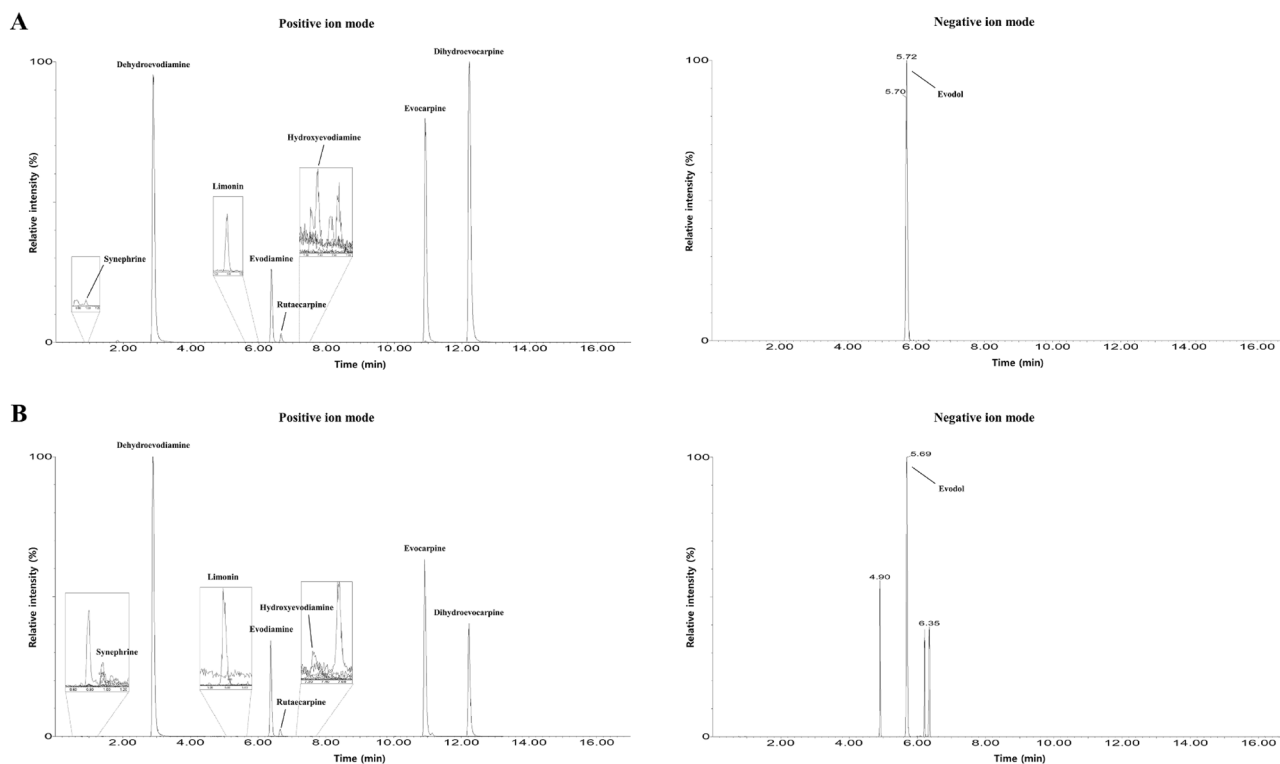 A
Positive ion mode
Negative ion mode
Dihydroevocarpine
Dehydroevodiamine
100
100
5.72
5.70
Evodol
Evocarpine
Hydroxyevodiamine
Limonin
Synephrine
Evodiamine
Rutaecarpine
Relative intensity (%)
Relative intensity (%)
0
0
2.00 4.00 6.00 8.00 10.00 12.00 14.00 16.00
2.00 4.00 6.00 8.00 10.00 12.00 14.00 16.00
Time (min)
Time (min)
B
Positive ion mode
Negative ion mode
Dehydroevodiamine
100
100
5.69
Evodol
Evocarpine
Limonin
4.90
Hydroxyevodiamine
Dihydroevocarpine
Evodiamine
6.35
Synephrine
Rutaecarpine
Relative intensity (%)
Relative intensity (%)
0
0
2.00 4.00 6.00 8.00 10.00 12.00 14.00 16.00
2.00 4.00 6.00 8.00 10.00 12.00 14.00 16.00
Time (min)
Time (min)